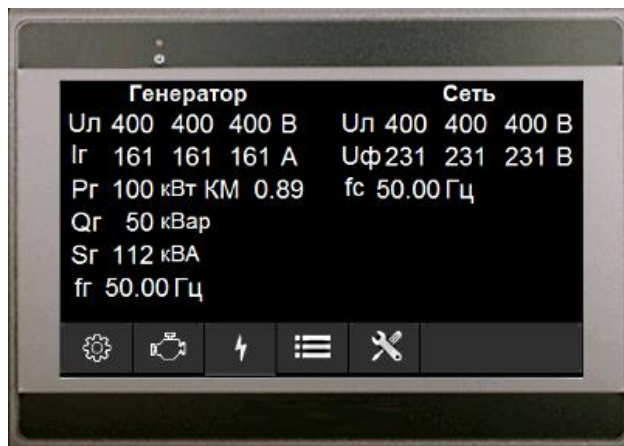 Генератор
Uл 400 400 400 В
Iг 161 161 161 А
Pг 100 кВт КМ 0.89
Qг 50 кВар
Sг 112 кВА
fг 50.00 Гц
Сеть
Uл 400 400 400 В
Uф 231 231 231 В
fc 50.00 Гц